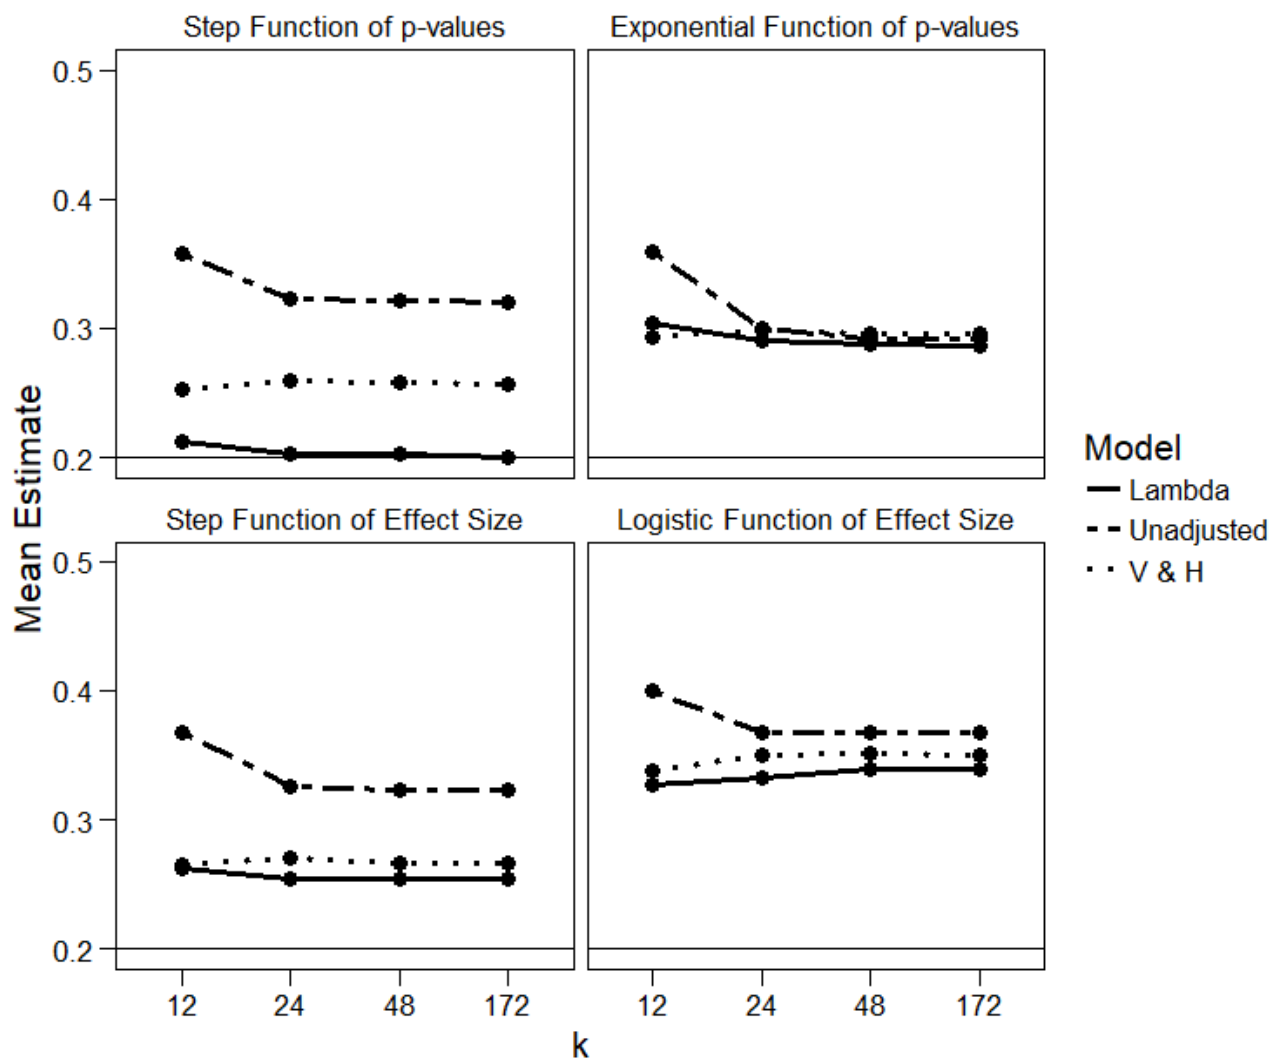 Step Function of p-values
Exponential Function of p-values
0.5
0.4
0.3
0.2
Step Function of Effect Size
Logistic Function of Effect Size
0.5
0.4
0.3
0.2
Mean Estimate
12
24
48
172
12
24
48
172
k
Model
Lambda
Unadjusted
V & H